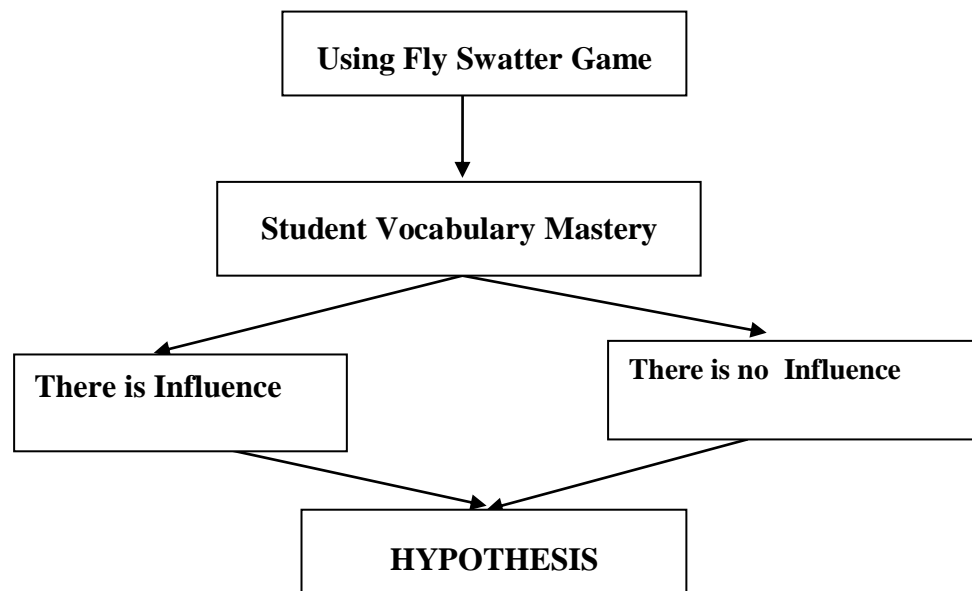 Using Fly Swatter Game
Student Vocabulary Mastery
There is Influence
There is no  Influence
HYPOTHESIS